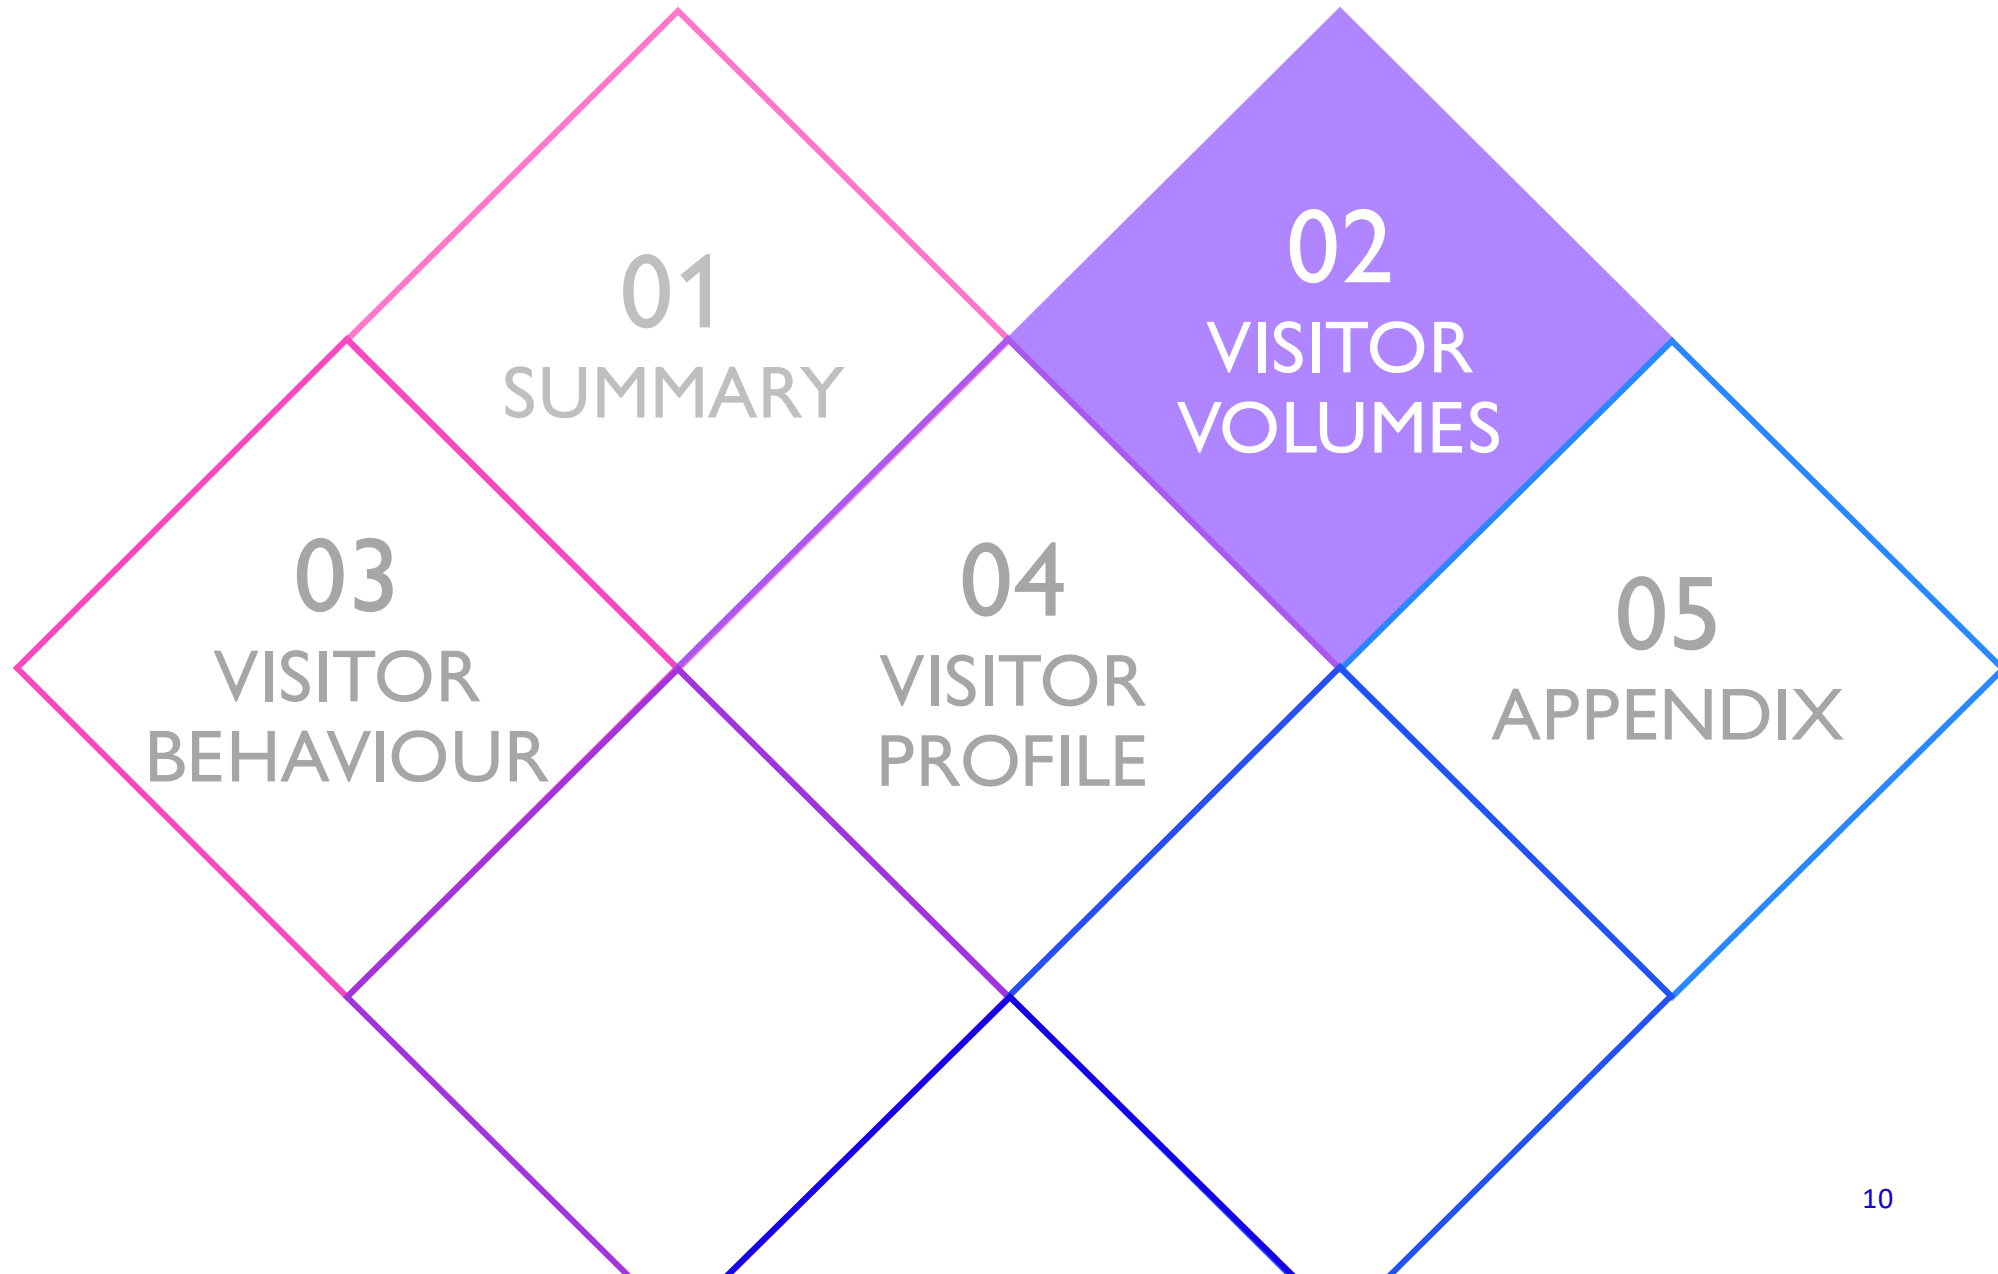 01
SUMMARY
02
VISITOR
VOLUMES
03
VISITOR
BEHAVIOUR
04
VISITOR
PROFILE
05
APPENDIX
10